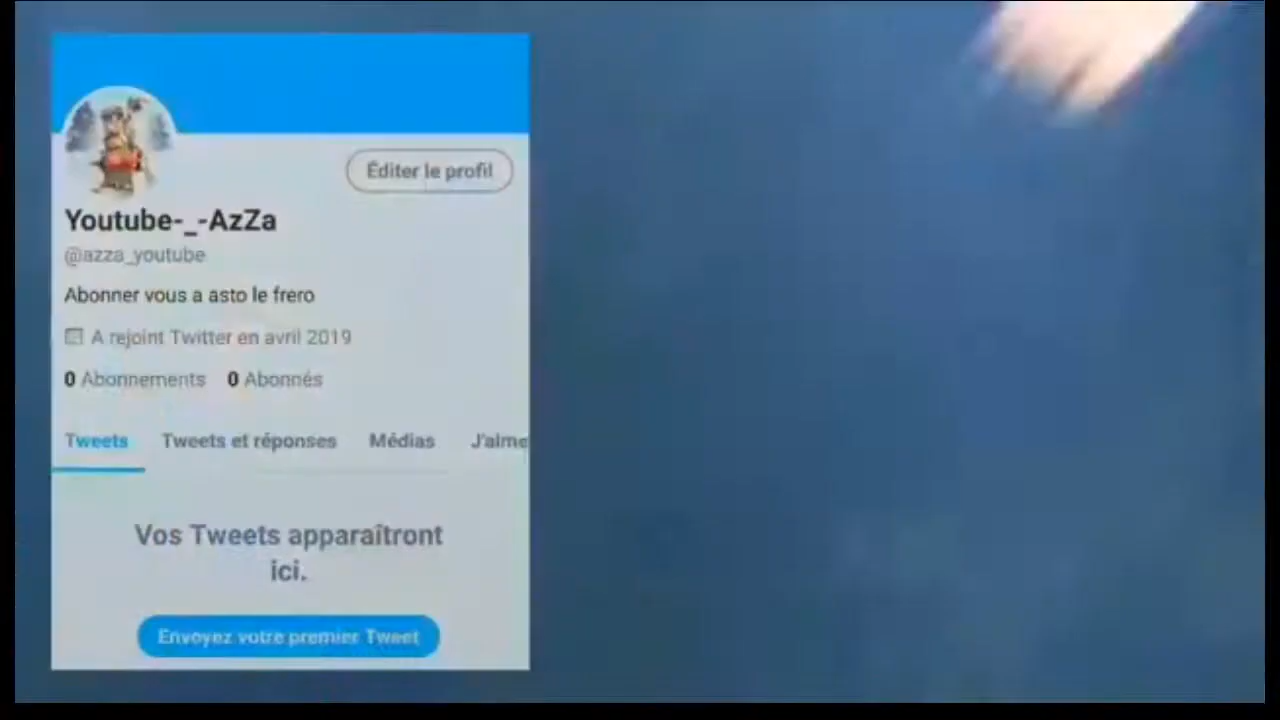 Éditer le profil
Youtube-_-AzZa
@azza_youtube
Abonner vous a asto le frero
A rejoint Twitter en avril 2019
0 Abonnements 0 Abonnés
Tweets Tweets et réponses Médias J'aime
Vos Tweets apparaîtront
ici.
Envoyez votre premier Tweet